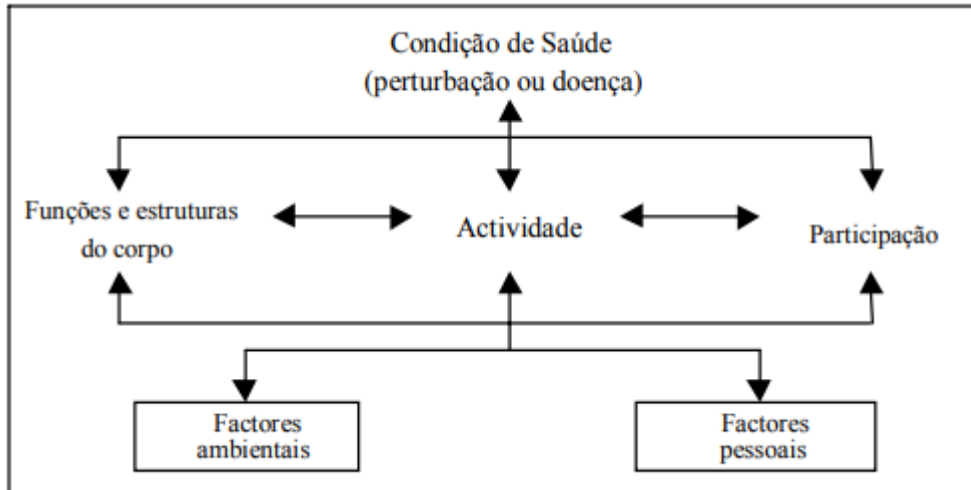 Condição de Saúde
(perturbação ou doença)
Funções e estruturas
do corpo
Actividade
Participação
Factores
ambientais
Factores
pessoais